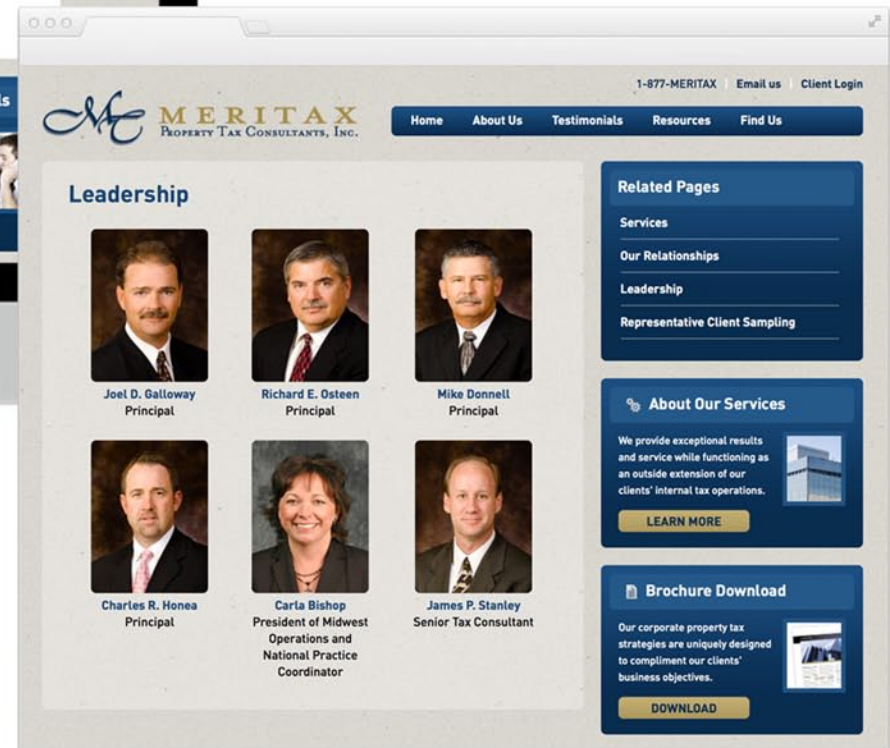 ls
1-877-MERITAX Email us Client Login
MC MERITAX
PROPERTY TAX CONSULTANTS, INC.
Home About Us Testimonials Resources Find Us
Leadership
Joel D. Galloway
Principal
Richard E. Osteen
Principal
Mike Donnell
Principal
Charles R. Honea
Principal
Carla Bishop
President of Midwest
Operations and
National Practice
Coordinator
James P. Stanley
Senior Tax Consultant
Related Pages
Services
Our Relationships
Leadership
Representative Client Sampling
About Our Services
We provide exceptional results
and service while functioning as
an outside extension of our
clients' internal tax operations.
LEARN MORE
Brochure Download
Our corporate property tax
strategies are uniquely designed
to compliment our clients'
business objectives.
DOWNLOAD